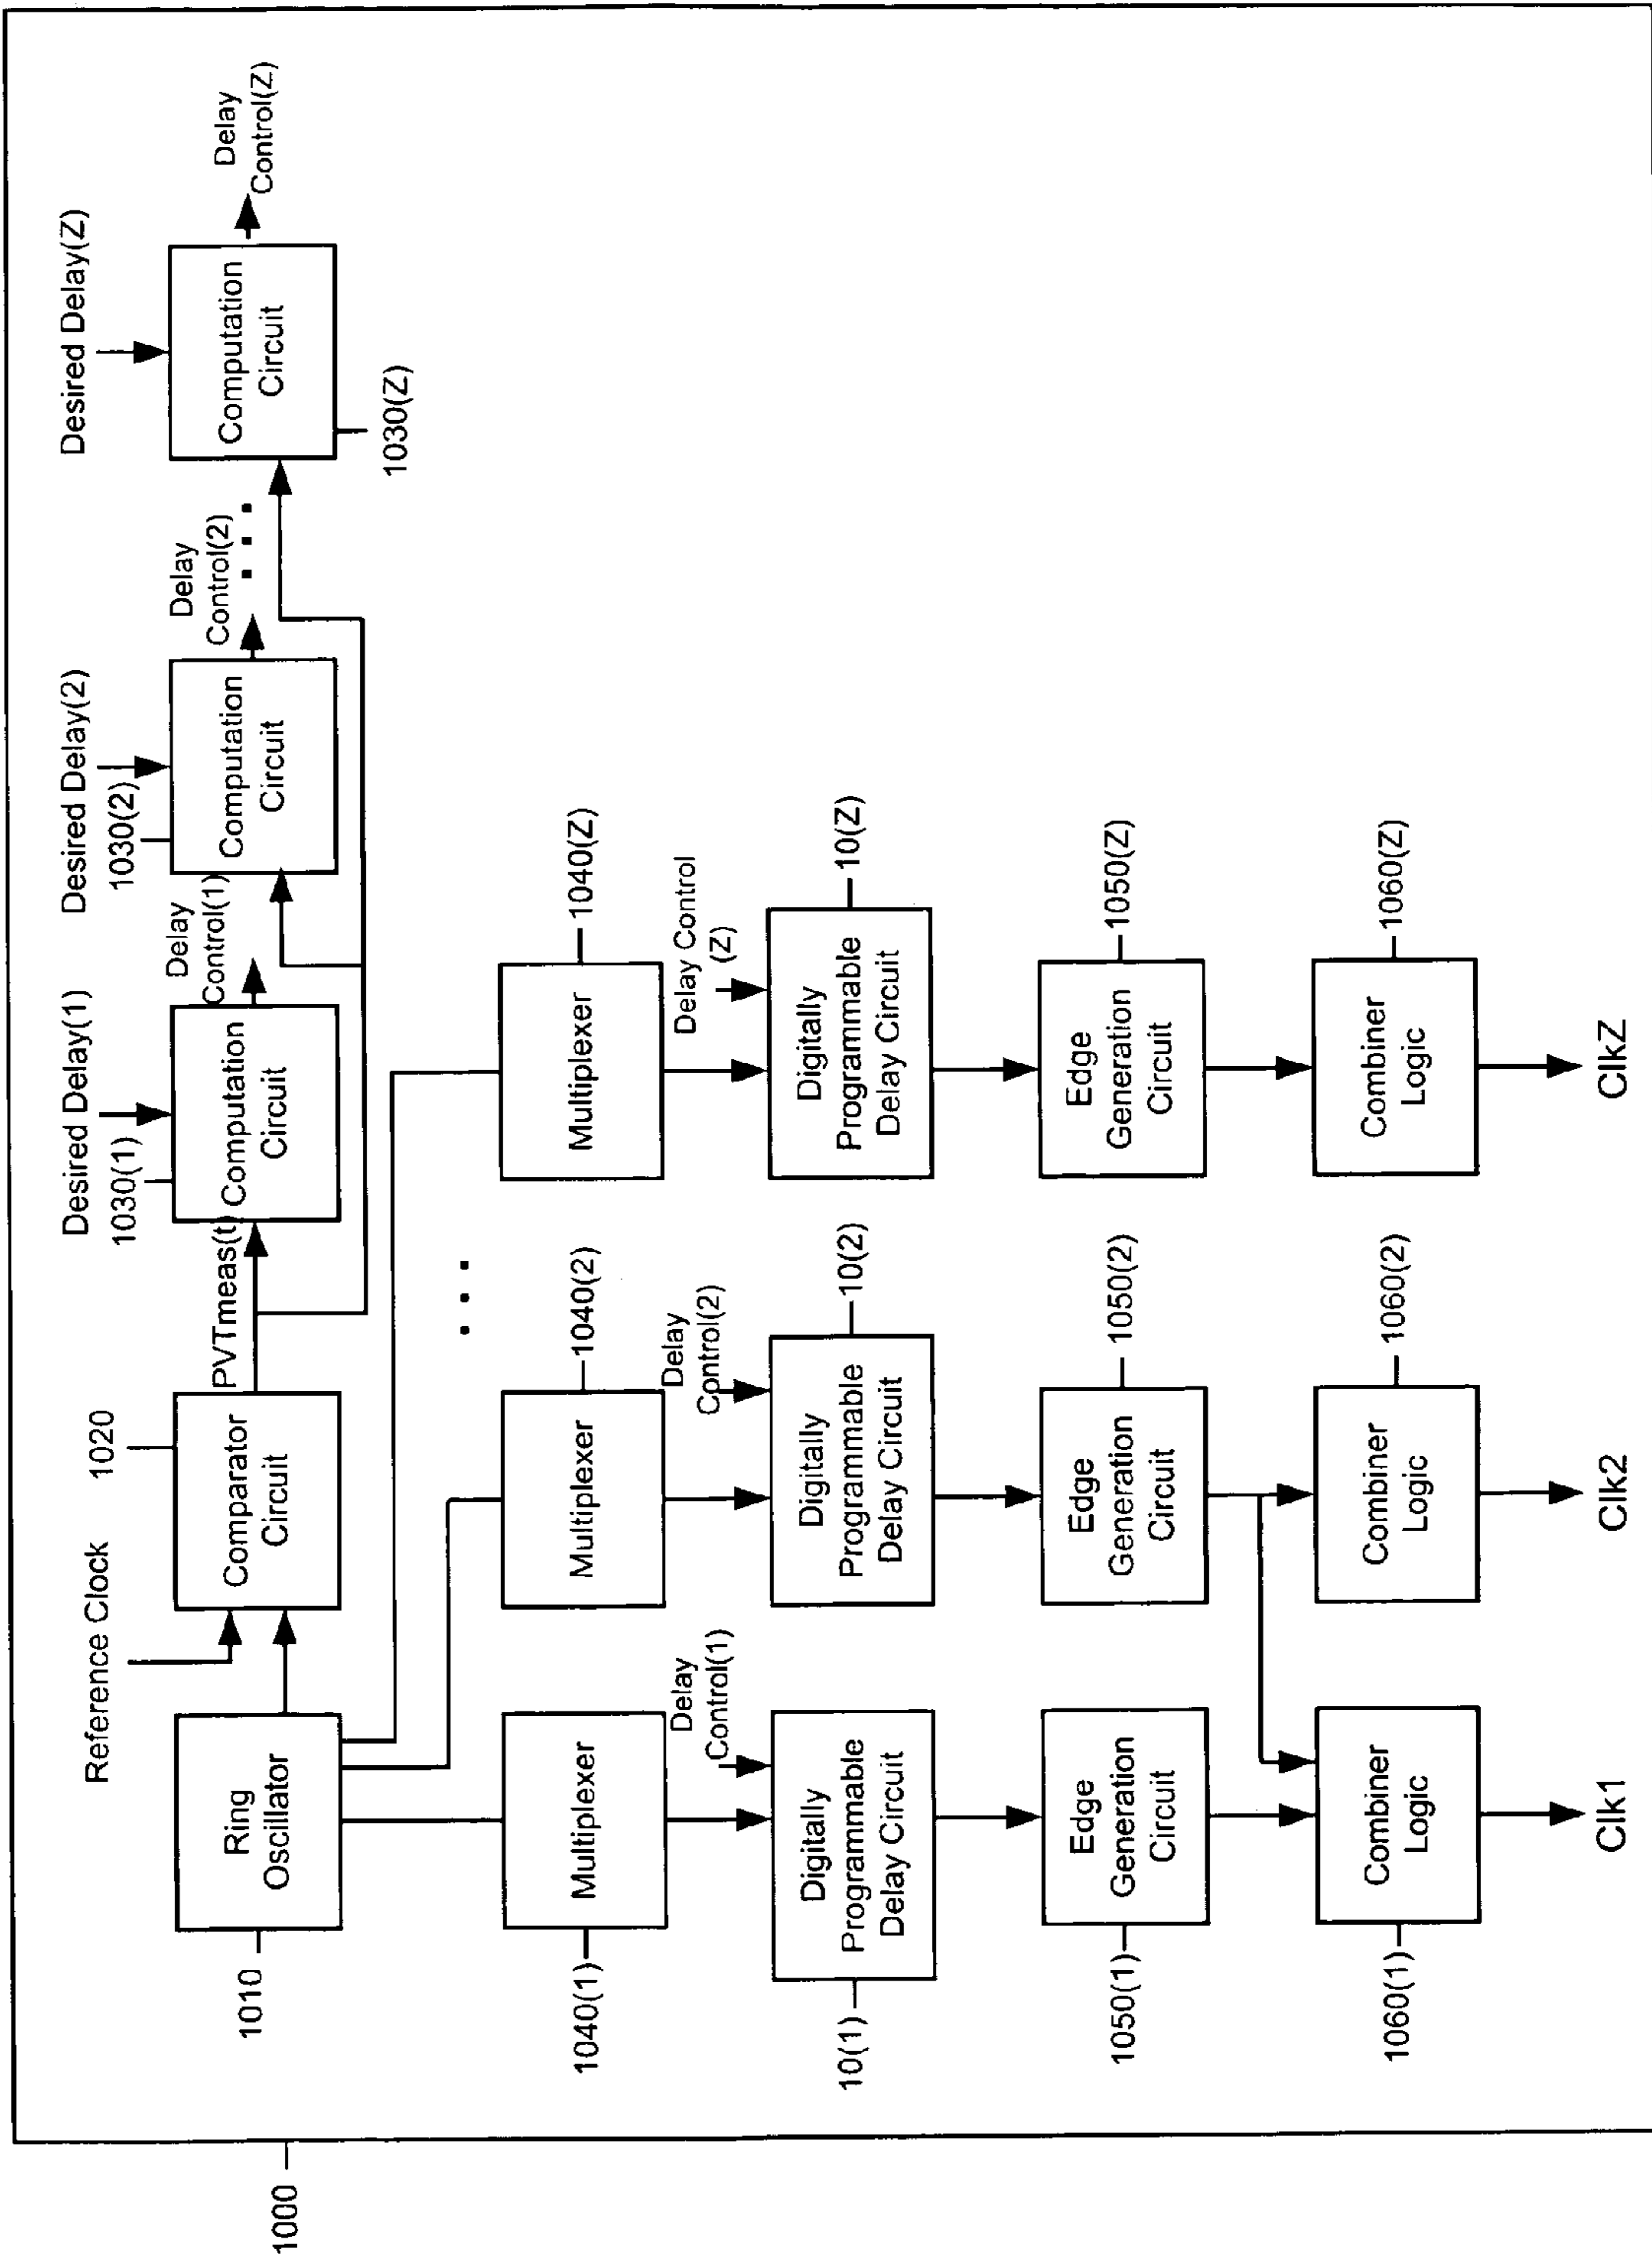 1000
Reference Clock
1020
Desired Delay(1)
1030(1)
Desired Delay(2)
1030(2)
Desired Delay(Z)
1010
Ring
Oscillator
Comparator
Circuit
PVTmeas(t)
Computation
Circuit
Delay
Control(1)
Computation
Circuit
Delay
Control(2)
. . .
Computation
Circuit
Delay
Control(Z)
1030(Z)
. . .
1040(1)
Multiplexer
Multiplexer
1040(2)
Multiplexer
1040(Z)
Delay
Control(1)
Delay
Control(2)
Delay Control
(Z)
10(1)
Digitally
Programmable
Delay Circuit
Digitally
Programmable
Delay Circuit
10(2)
Digitally
Programmable
Delay Circuit
10(Z)
1050(1)
Edge
Generation
Circuit
Edge
Generation
Circuit
1050(2)
Edge
Generation
Circuit
1050(Z)
1060(1)
Combiner
Logic
Combiner
Logic
1060(2)
Combiner
Logic
1060(Z)
Clk1
Clk2
ClkZ